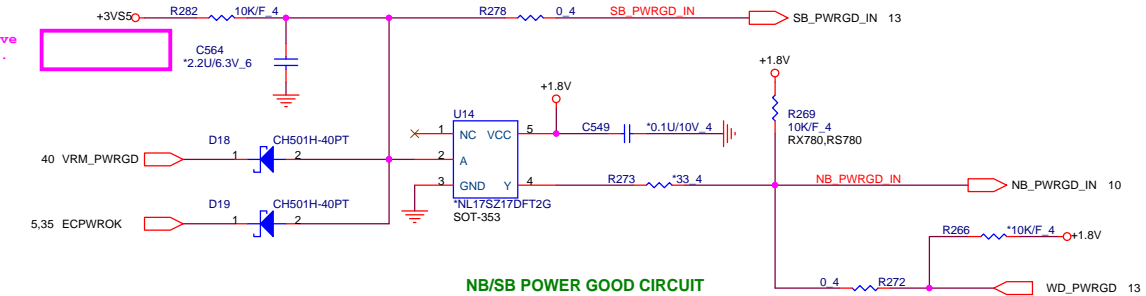 +3VS5 R282 10K/F_4 R278 0_4 SB_PWRGD_IN SB_PWRGD_IN 13
ve
.
C564
*2.2U/6.3V_6
+1.8V
+1.8V
R269
10K/F_4
RX780,RS780
U14
C549 *0.1U/10V_4
1 NC VCC 5
2 A
3 GND Y 4
*NL17SZ17DFT2G
SOT-353
D18 CH501H-40PT
40 VRM_PWRGD 1 2
R273 *33_4 NB_PWRGD_IN NB_PWRGD_IN 10
D19 CH501H-40PT
5,35 ECPWROK 1 2
R266 *10K/F_4 +1.8V
NB/SB POWER GOOD CIRCUIT
0_4 R272 WD_PWRGD 13